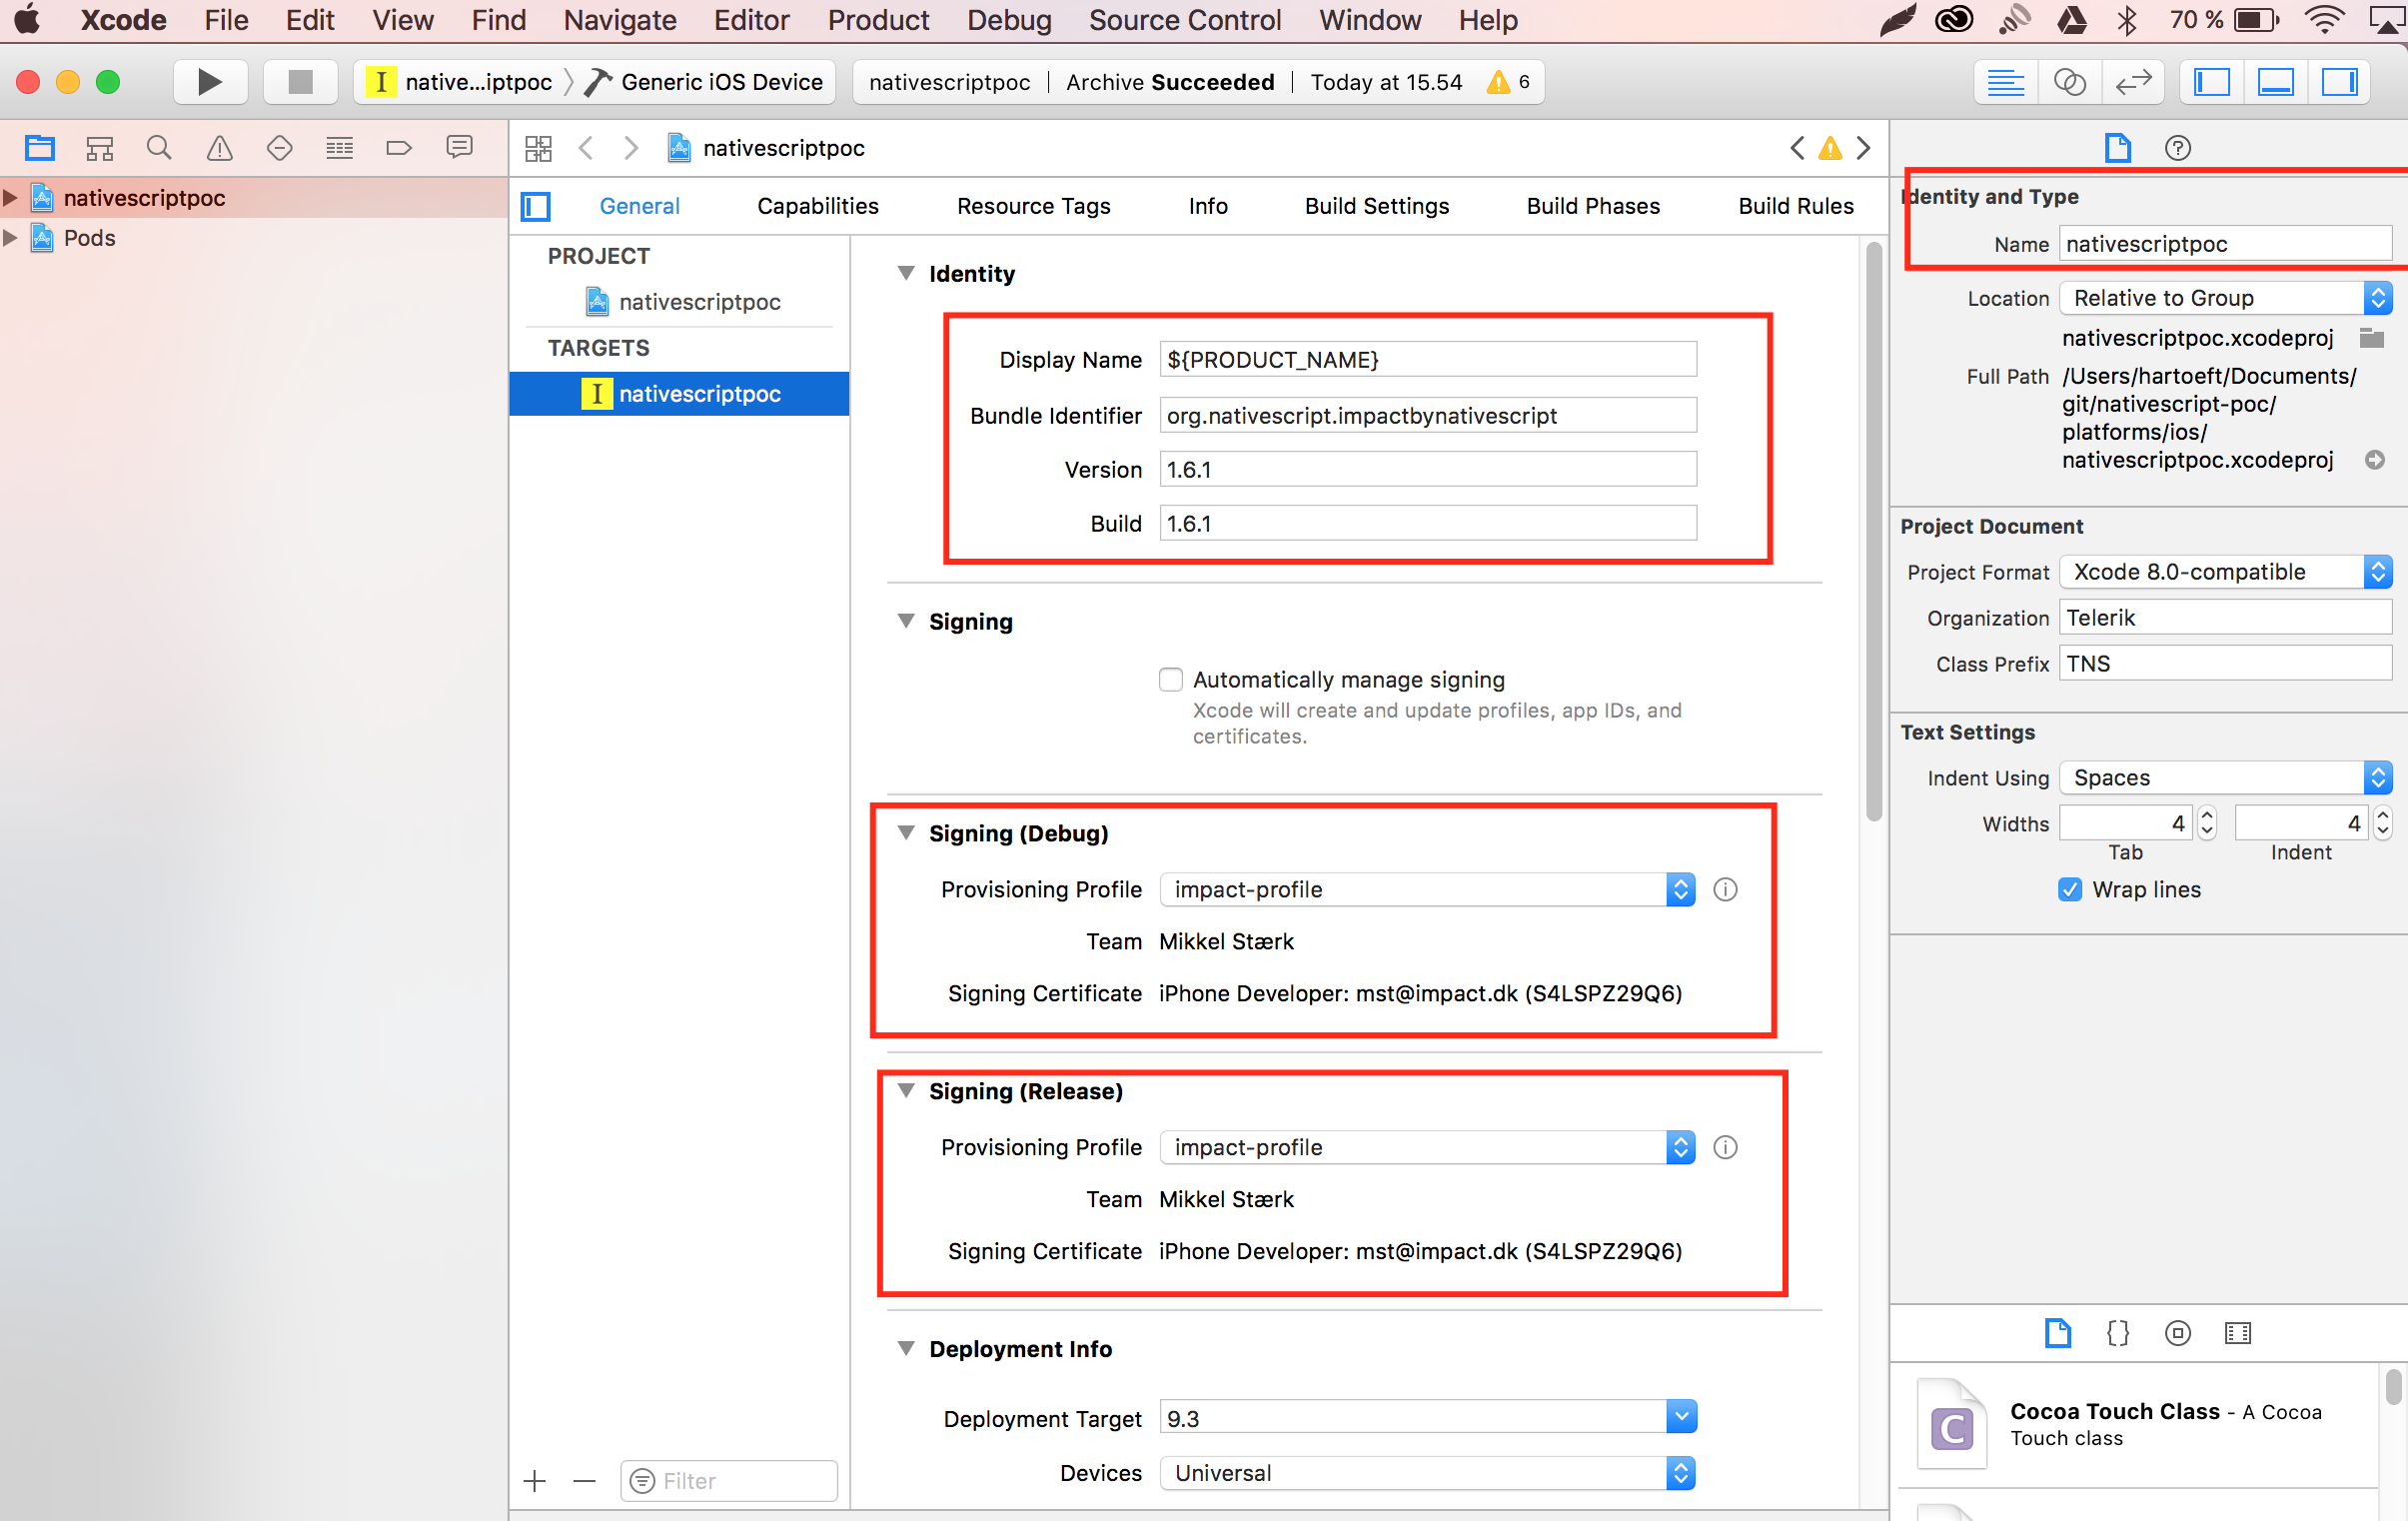 Xcode File Edit View Find Navigate Editor Product Debug Source Control Window Help 70 %
native...iptpoc Generic iOS Device nativescriptpoc Archive Succeeded Today at 15.54 6
nativescriptpoc
General Capabilities Resource Tags Info Build Settings Build Phases Build Rules
nativescriptpoc
Pods
PROJECT
nativescriptpoc
TARGETS
I nativescriptpoc
Filter
Identity
Display Name ${PRODUCT_NAME}
Bundle Identifier org.nativescript.impactbynativescript
Version 1.6.1
Build 1.6.1
Signing
Automatically manage signing
Xcode will create and update profiles, app IDs, and
certificates.
Signing (Debug)
Provisioning Profile impact-profile
Team Mikkel Stærk
Signing Certificate iPhone Developer: mst@impact.dk (S4LSPZ29Q6)
Signing (Release)
Provisioning Profile impact-profile
Team Mikkel Stærk
Signing Certificate iPhone Developer: mst@impact.dk (S4LSPZ29Q6)
Deployment Info
Deployment Target 9.3
Devices Universal
Identity and Type
Name nativescriptpoc
Location Relative to Group
nativescriptpoc.xcodeproj
Full Path /Users/hartoeft/Documents/
git/nativescript-poc/
platforms/ios/
nativescriptpoc.xcodeproj
Project Document
Project Format Xcode 8.0-compatible
Organization Telerik
Class Prefix TNS
Text Settings
Indent Using Spaces
Widths 4 4
Tab Indent
Wrap lines
C
Cocoa Touch Class - A Cocoa
Touch class